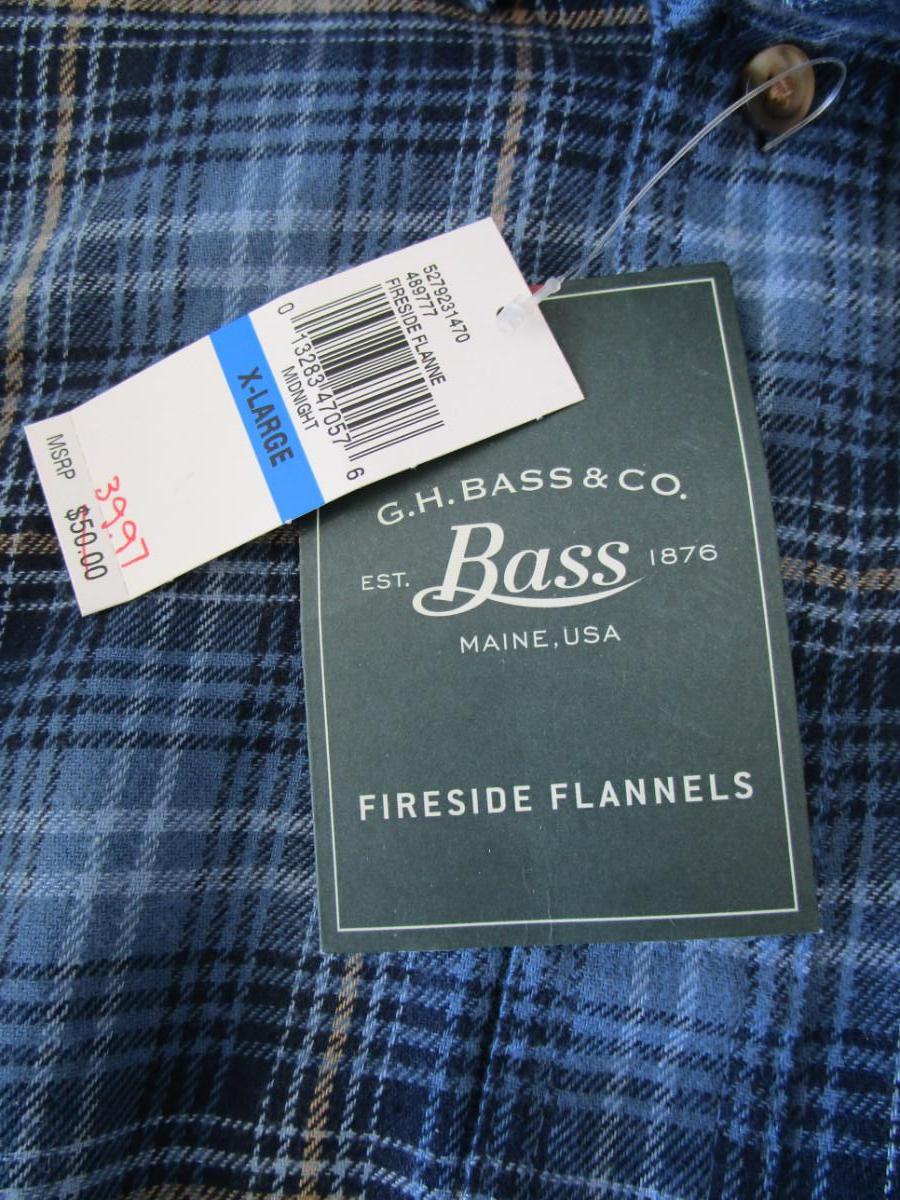 5279231470
489777
FIRESIDE FLANNE
0 13283 47057 6
MIDNIGHT
X-LARGE
39.97
MSRP $50.00
G.H. BASS & CO.
EST. Bass 1876
MAINE, USA
FIRESIDE FLANNELS